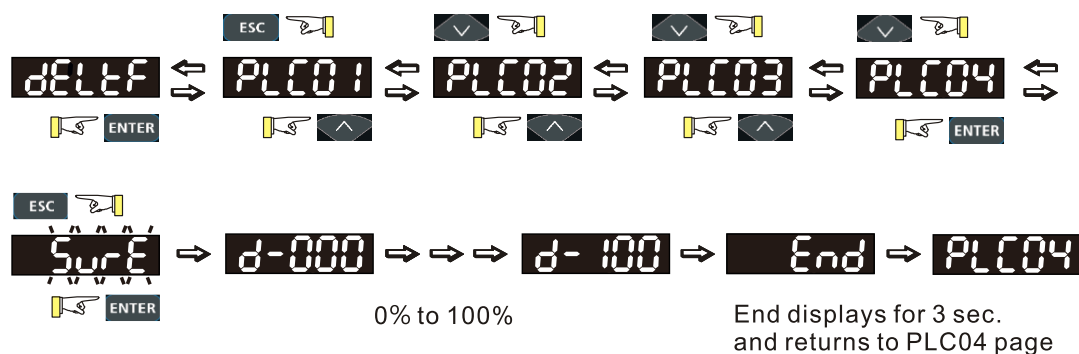 ESC
dELtF PLC01 PLC02 PLC03 PLC04
ENTER ENTER
ESC
SurE d-000 d-100 End PLC04
ENTER
0% to 100% End displays for 3 sec.
and returns to PLC04 page